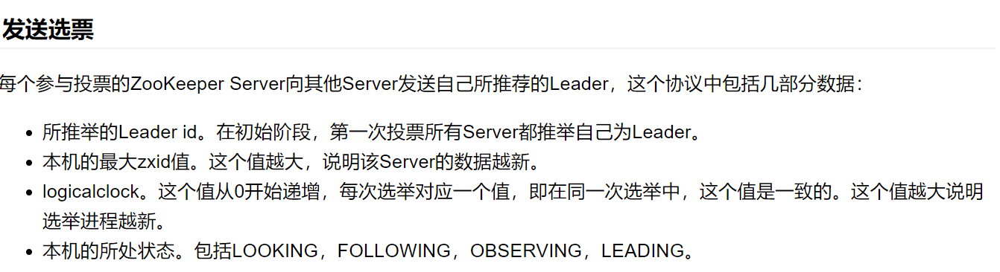 发送选票
每个参与投票的ZooKeeper Server向其他Server发送自己所推荐的Leader，这个协议中包括几部分数据：
• 所推举的Leader id。在初始阶段，第一次投票所有Server都推举自己为Leader。
• 本机的最大zxid值。这个值越大，说明该Server的数据越新。
• logicalclock。这个值从0开始递增，每次选举对应一个值，即在同一次选举中，这个值是一致的。这个值越大说明
选举进程越新。
• 本机的所处状态。包括LOOKING，FOLLOWING，OBSERVING，LEADING。